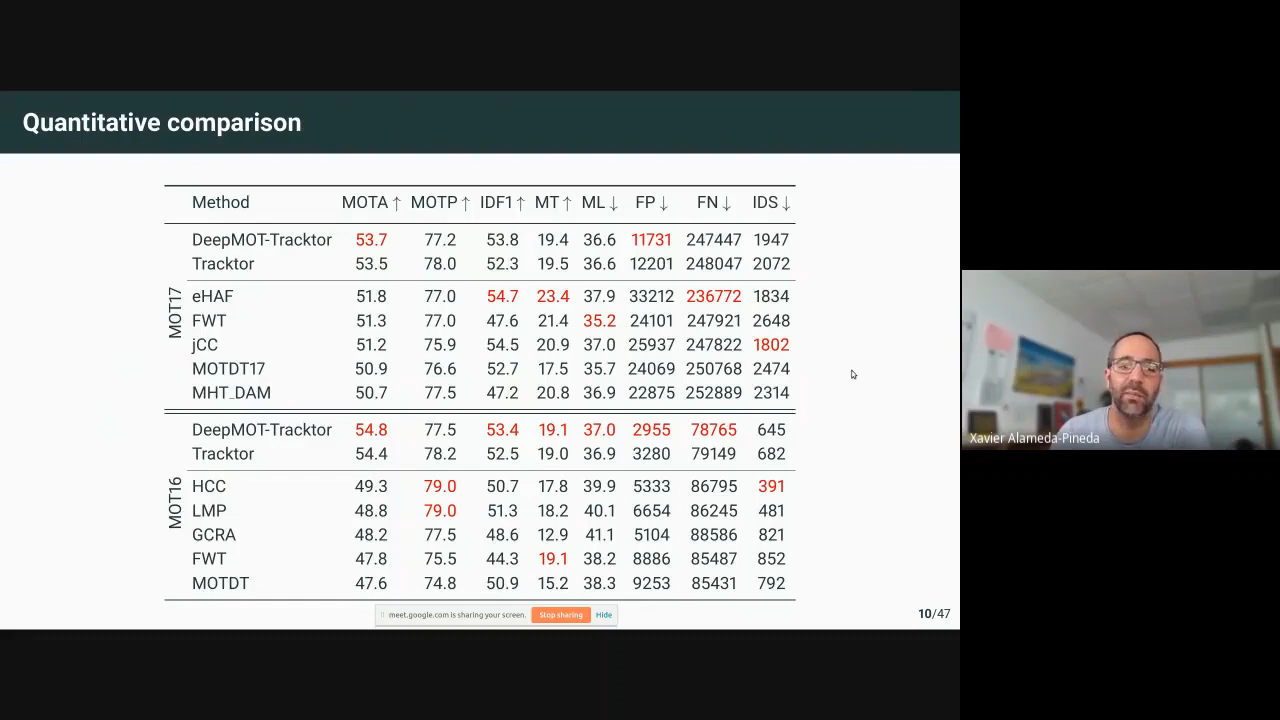 Quantitative comparison
Method MOTA ↑ MOTP ↑ IDF1 ↑ MT ↑ ML ↓ FP ↓ FN ↓ IDS ↓
MOT17
DeepMOT-Tracktor 53.7 77.2 53.8 19.4 36.6 11731 247447 1947
Tracktor 53.5 78.0 52.3 19.5 36.6 12201 248047 2072
eHAF 51.8 77.0 54.7 23.4 37.9 33212 236772 1834
FWT 51.3 77.0 47.6 21.4 35.2 24101 247921 2648
jCC 51.2 75.9 54.5 20.9 37.0 25937 247822 1802
MOTDT17 50.9 76.6 52.7 17.5 35.7 24069 250768 2474
MHT_DAM 50.7 77.5 47.2 20.8 36.9 22875 252889 2314
MOT16
DeepMOT-Tracktor 54.8 77.5 53.4 19.1 37.0 2955 78765 645
Tracktor 54.4 78.2 52.5 19.0 36.9 3280 79149 682
HCC 49.3 79.0 50.7 17.8 39.9 5333 86795 391
LMP 48.8 79.0 51.3 18.2 40.1 6654 86245 481
GCRA 48.2 77.5 48.6 12.9 41.1 5104 88586 821
FWT 47.8 75.5 44.3 19.1 38.2 8886 85487 852
MOTDT 47.6 74.8 50.9 15.2 38.3 9253 85431 792
meet.google.com is sharing your screen. Stop sharing Hide
10/47
Xavier Alameda-Pineda